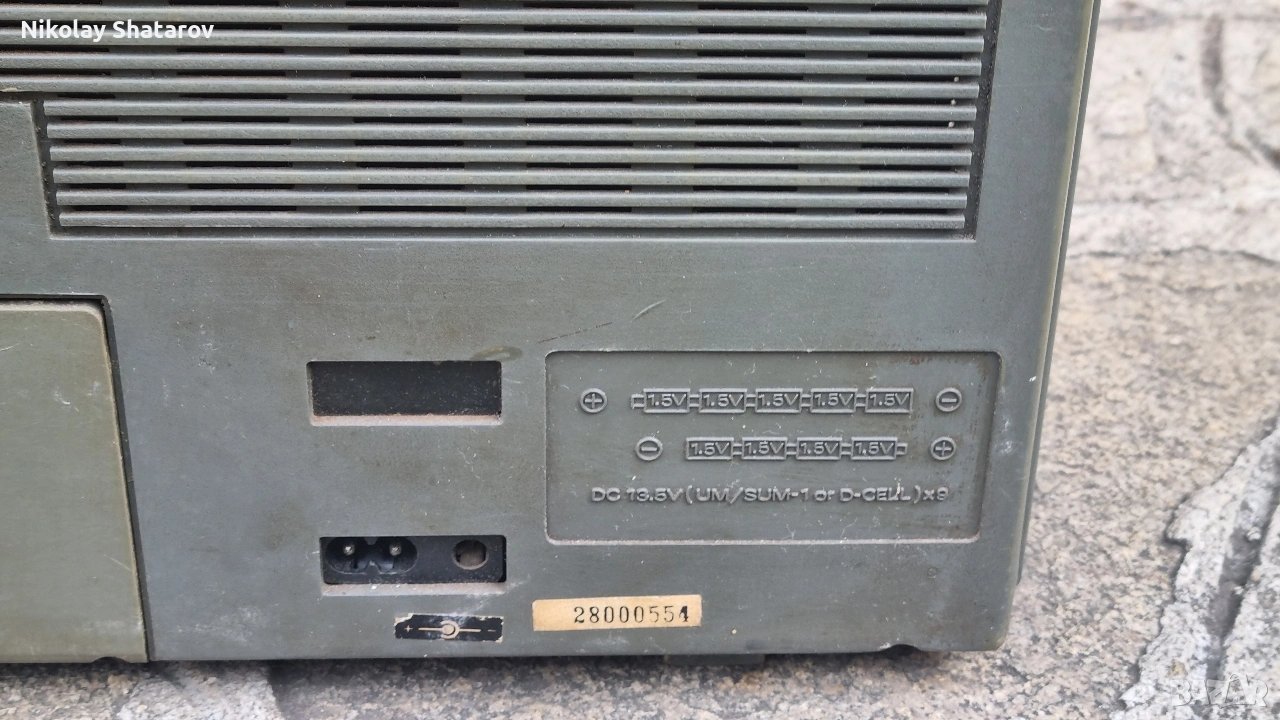 Nikolay Shatarov
+ 1.5V 1.5V 1.5V 1.5V 1.5V -
- 1.5V 1.5V 1.5V 1.5V +
DC 13.5V (UM/SUM-1 or D-CELL) x9
28000554
BAZAR